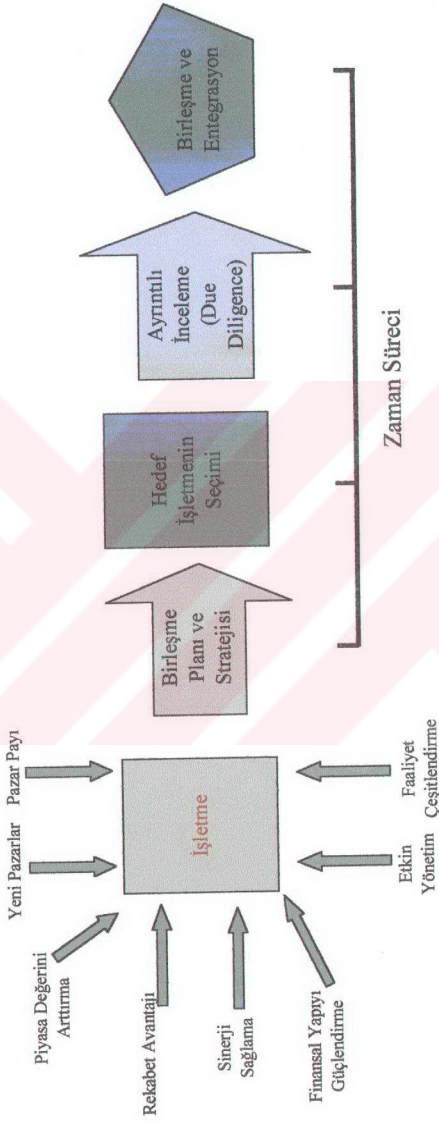 Yeni Pazarlar
Pazar Payı
Piyasa Değerini
Arttırma
Rekabet Avantajı
Sinerji
Sağlama
Finansal Yapıyı
Güçlendirme
Etkin
Yönetim
Faaliyet
Çeşitlendirme
İşletme
Birleşme
Planı ve
Stratejisi
Hedef
İşletmenin
Seçimi
Ayrıntılı
İnceleme
(Due
Diligence)
Birleşme ve
Entegrasyon
Zaman Süreci